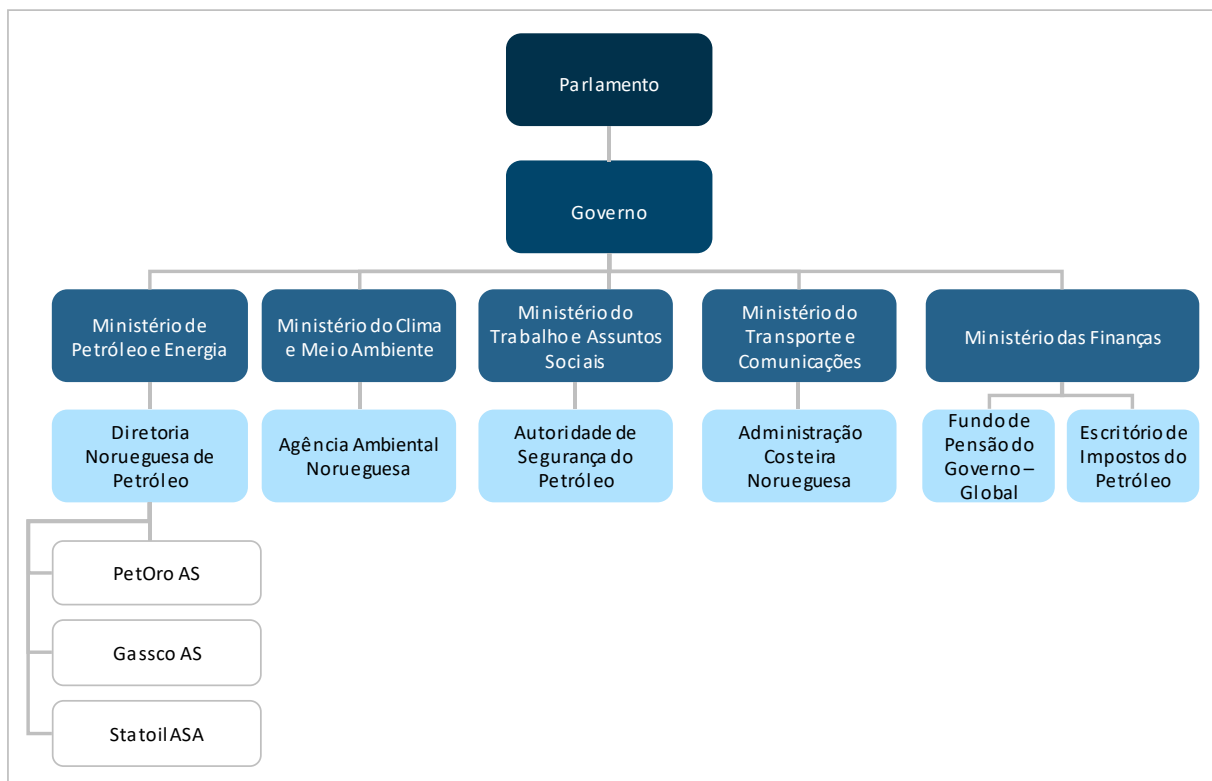 Parlamento
Governo
Ministério de
Petróleo e Energia
Ministério do Clima
e Meio Ambiente
Ministério do
Trabalho e Assuntos
Sociais
Ministério do
Transporte e
Comunicações
Ministério das Finanças
Diretoria
Norueguesa de
Petróleo
Agência Ambiental
Norueguesa
Autoridade de
Segurança do
Petróleo
Administração
Costeira
Norueguesa
Fundo de
Pensão do
Governo –
Global
Escritório de
Impostos do
Petróleo
PetOro AS
Gassco AS
Statoil ASA